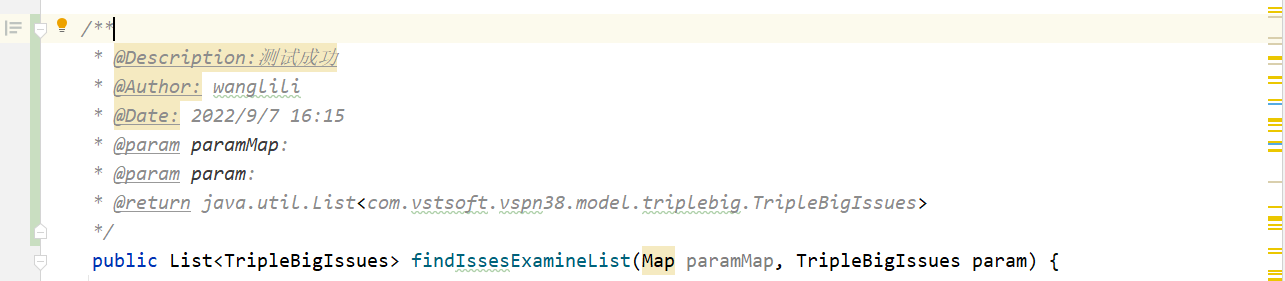 /**
* @Description:测试成功
* @Author: wanglili
* @Date: 2022/9/7 16:15
* @param paramMap:
* @param param:
* @return java.util.List<com.vstsoft.vspn38.model.triplebig.TripleBigIssues>
*/
public List<TripleBigIssues> findIssesExamineList(Map paramMap, TripleBigIssues param) {